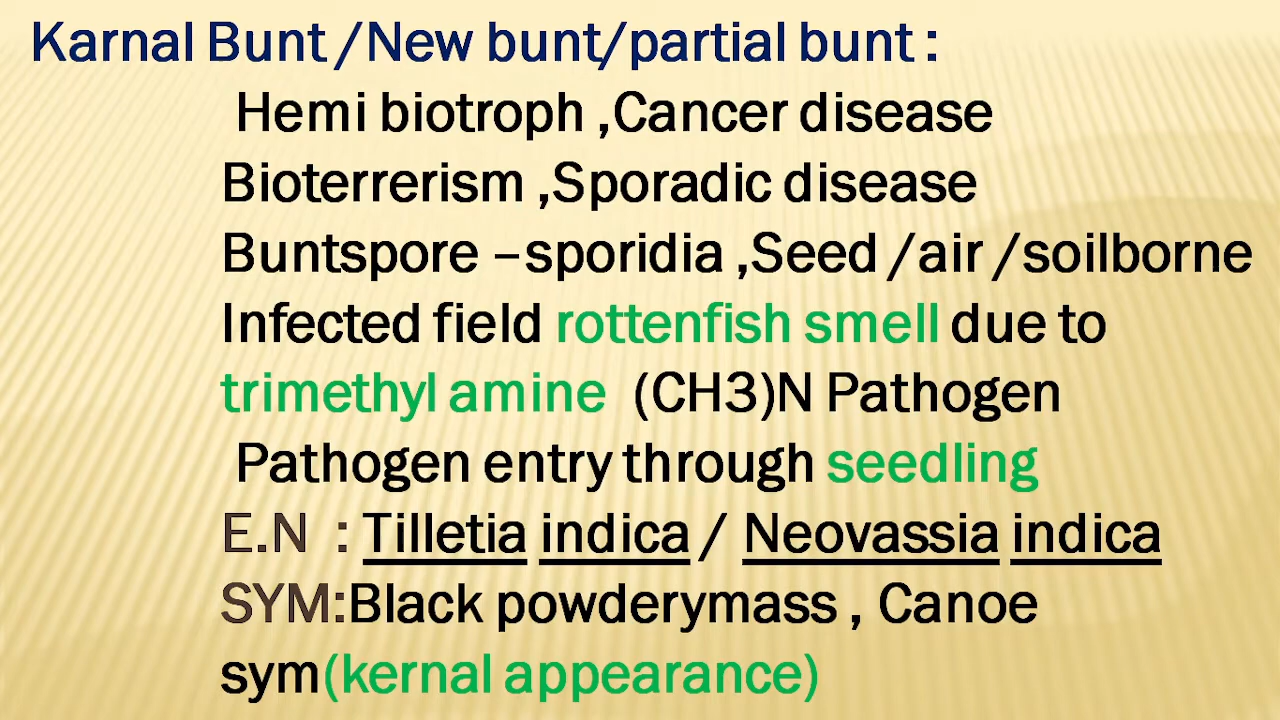 Karnal Bunt /New bunt/partial bunt :
Hemi biotroph ,Cancer disease
Bioterrerism ,Sporadic disease
Buntspore –sporidia ,Seed /air /soilborne
Infected field rottenfish smell due to
trimethyl amine (CH3)N Pathogen
Pathogen entry through seedling
E.N : Tilletia indica / Neovassia indica
SYM:Black powderymass , Canoe
sym(kernal appearance)